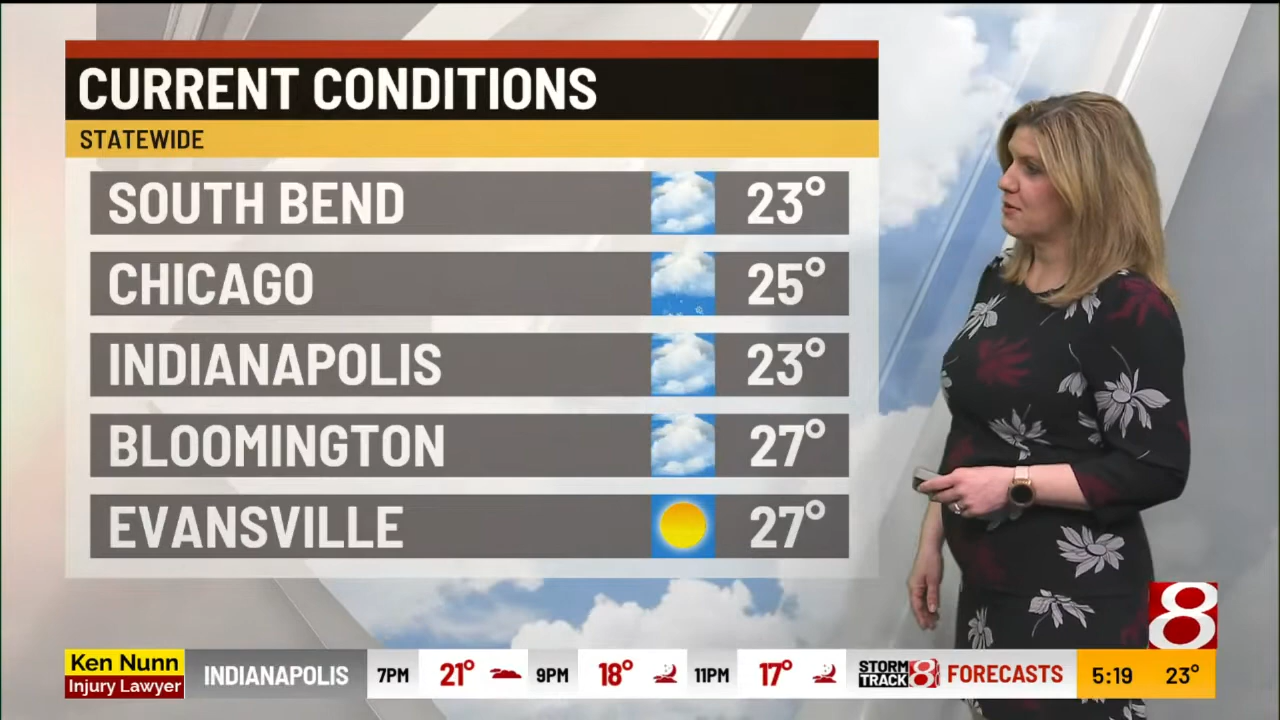 CURRENT CONDITIONS
STATEWIDE
SOUTH BEND 23°
CHICAGO 25°
INDIANAPOLIS 23°
BLOOMINGTON 27°
EVANSVILLE 27°
8
Ken Nunn
Injury Lawyer
INDIANAPOLIS 7PM 21° 9PM 18° 11PM 17°
STORM
TRACK 8 FORECASTS 5:19 23°